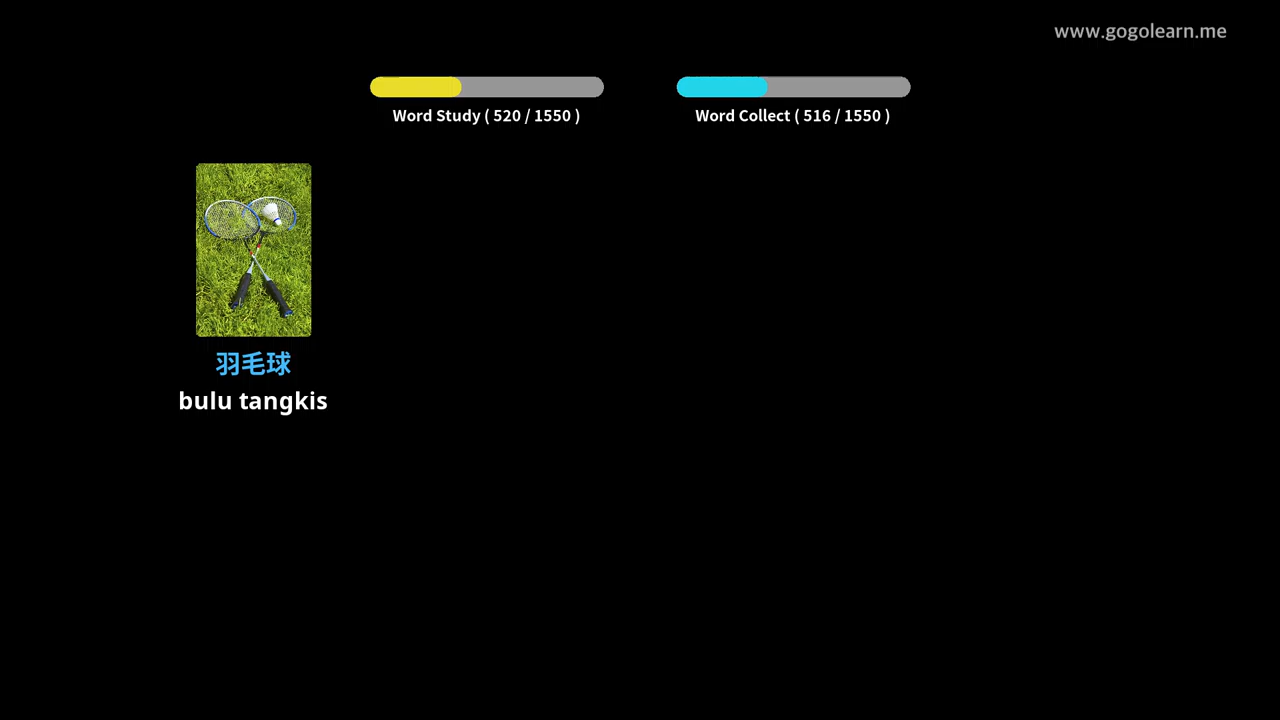 www.gogolearn.me
Word Study ( 520 / 1550 )
Word Collect ( 516 / 1550 )
羽毛球
bulu tangkis